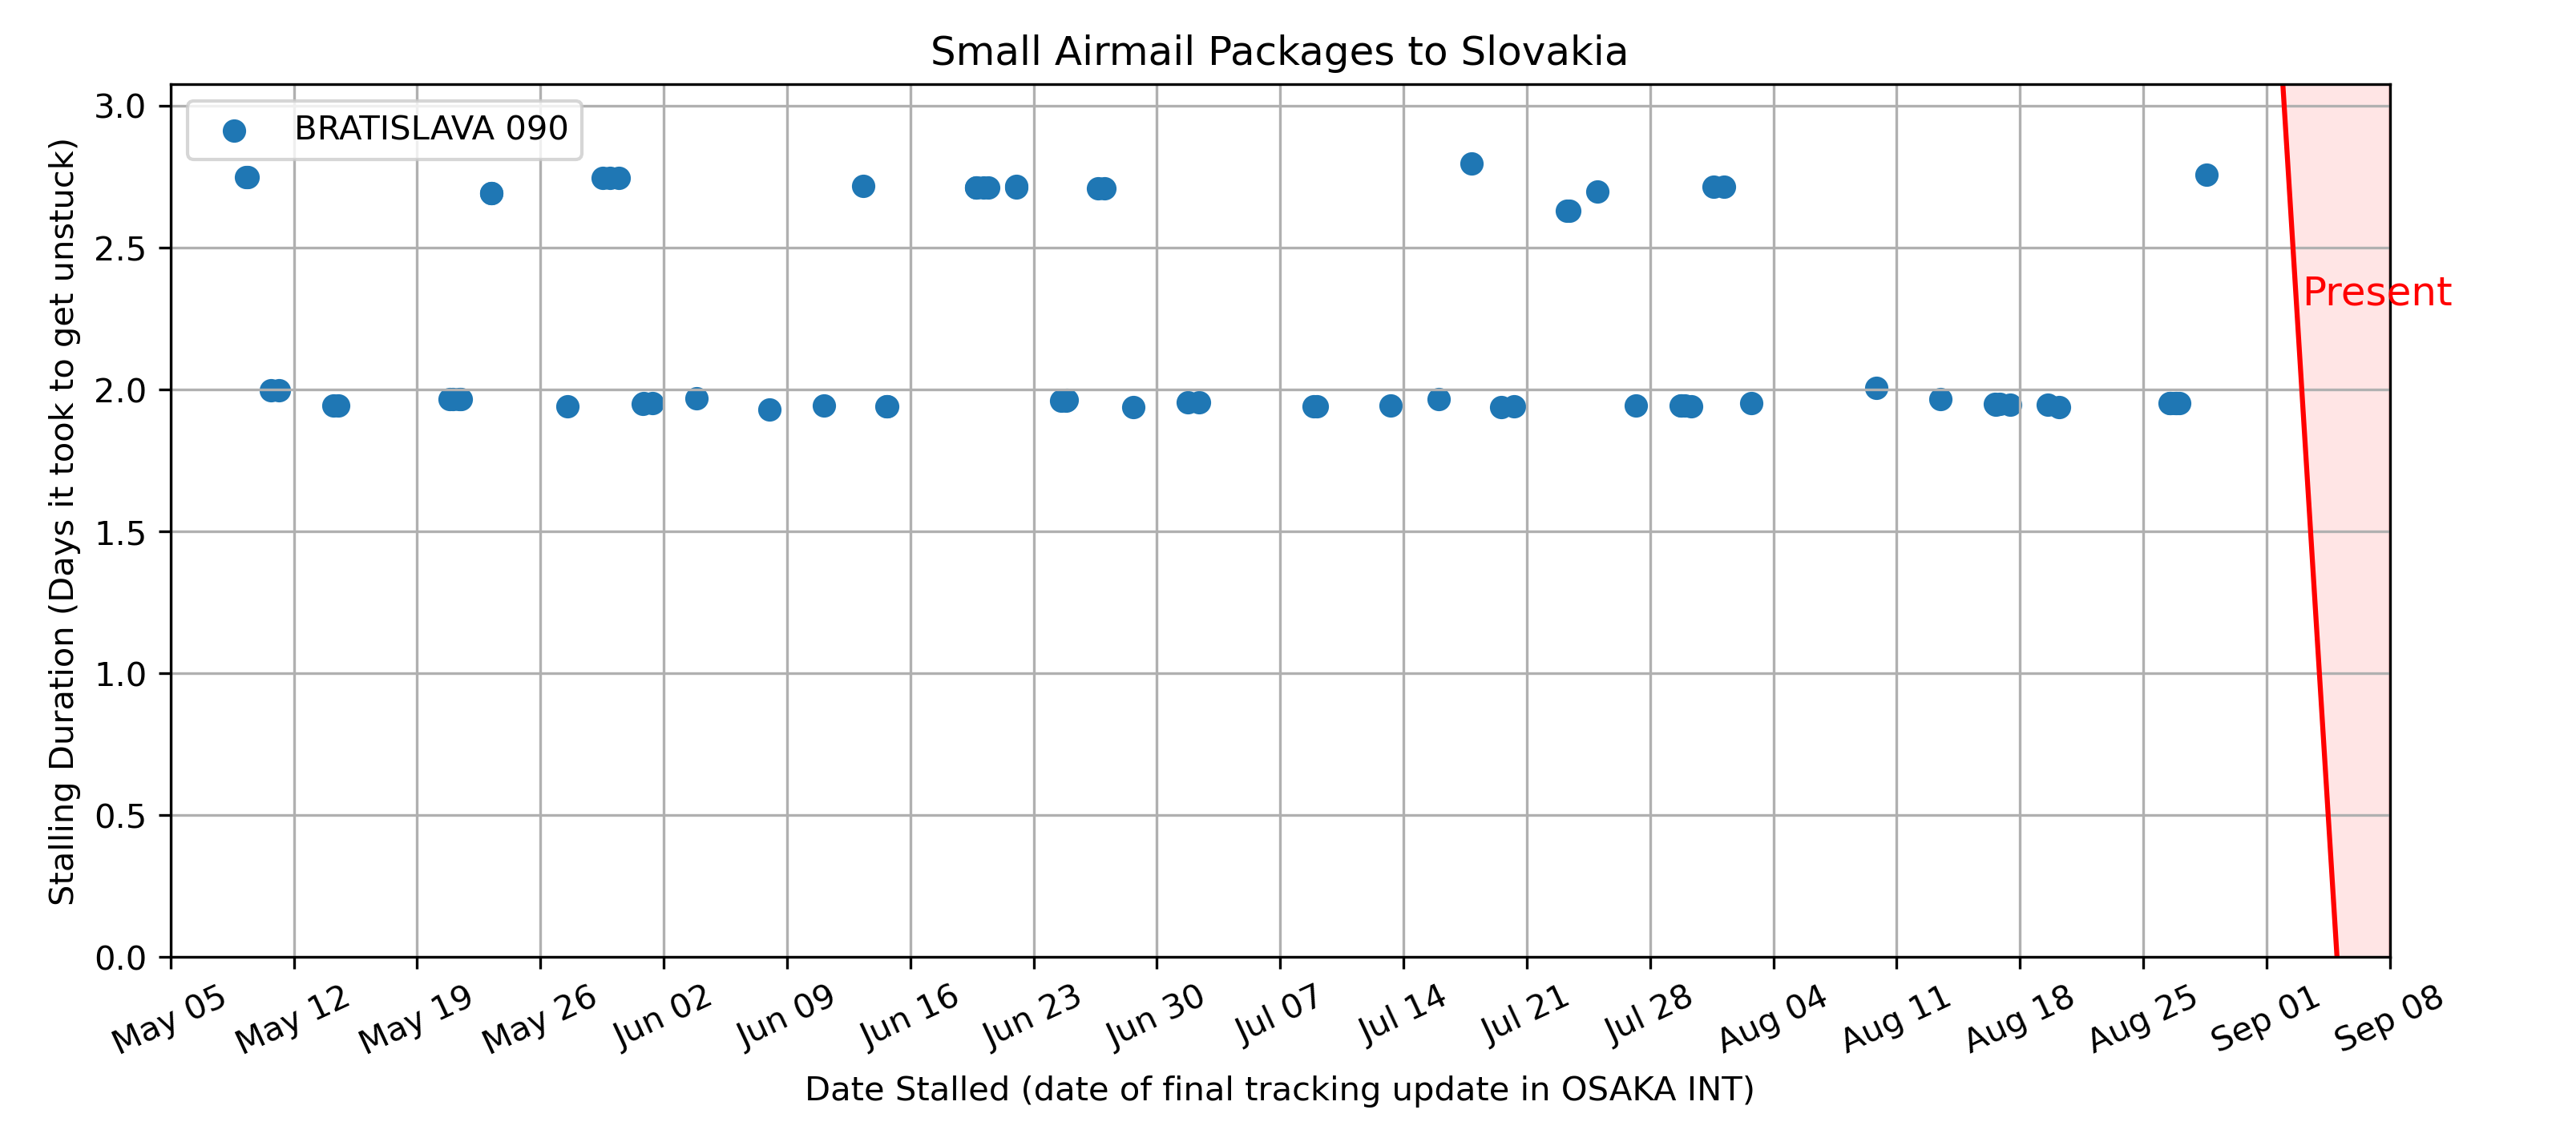 Small Airmail Packages to Slovakia
BRATISLAVA 090
Present
Stalling Duration (Days it took to get unstuck)
3.0
2.5
2.0
1.5
1.0
0.5
0.0
May 05
May 12
May 19
May 26
Jun 02
Jun 09
Jun 16
Jun 23
Jun 30
Jul 07
Jul 14
Jul 21
Jul 28
Aug 04
Aug 11
Aug 18
Aug 25
Sep 01
Sep 08
Date Stalled (date of final tracking update in OSAKA INT)